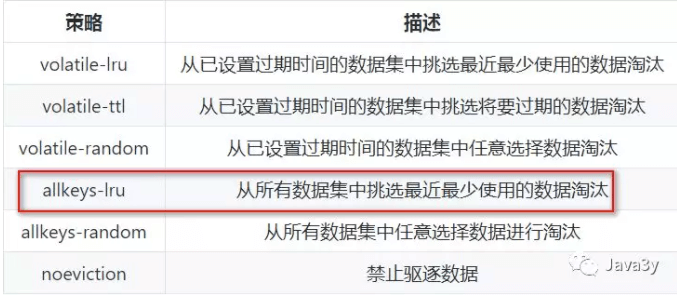 策略 描述
volatile-lru 从已设置过期时间的数据集中挑选最近最少使用的数据淘汰
volatile-ttl 从已设置过期时间的数据集中挑选将要过期的数据淘汰
volatile-random 从已设置过期时间的数据集中任意选择数据淘汰
allkeys-lru 从所有数据集中挑选最近最少使用的数据淘汰
allkeys-random 从所有数据集中任意选择数据进行淘汰
noeviction 禁止驱逐数据
Java3y